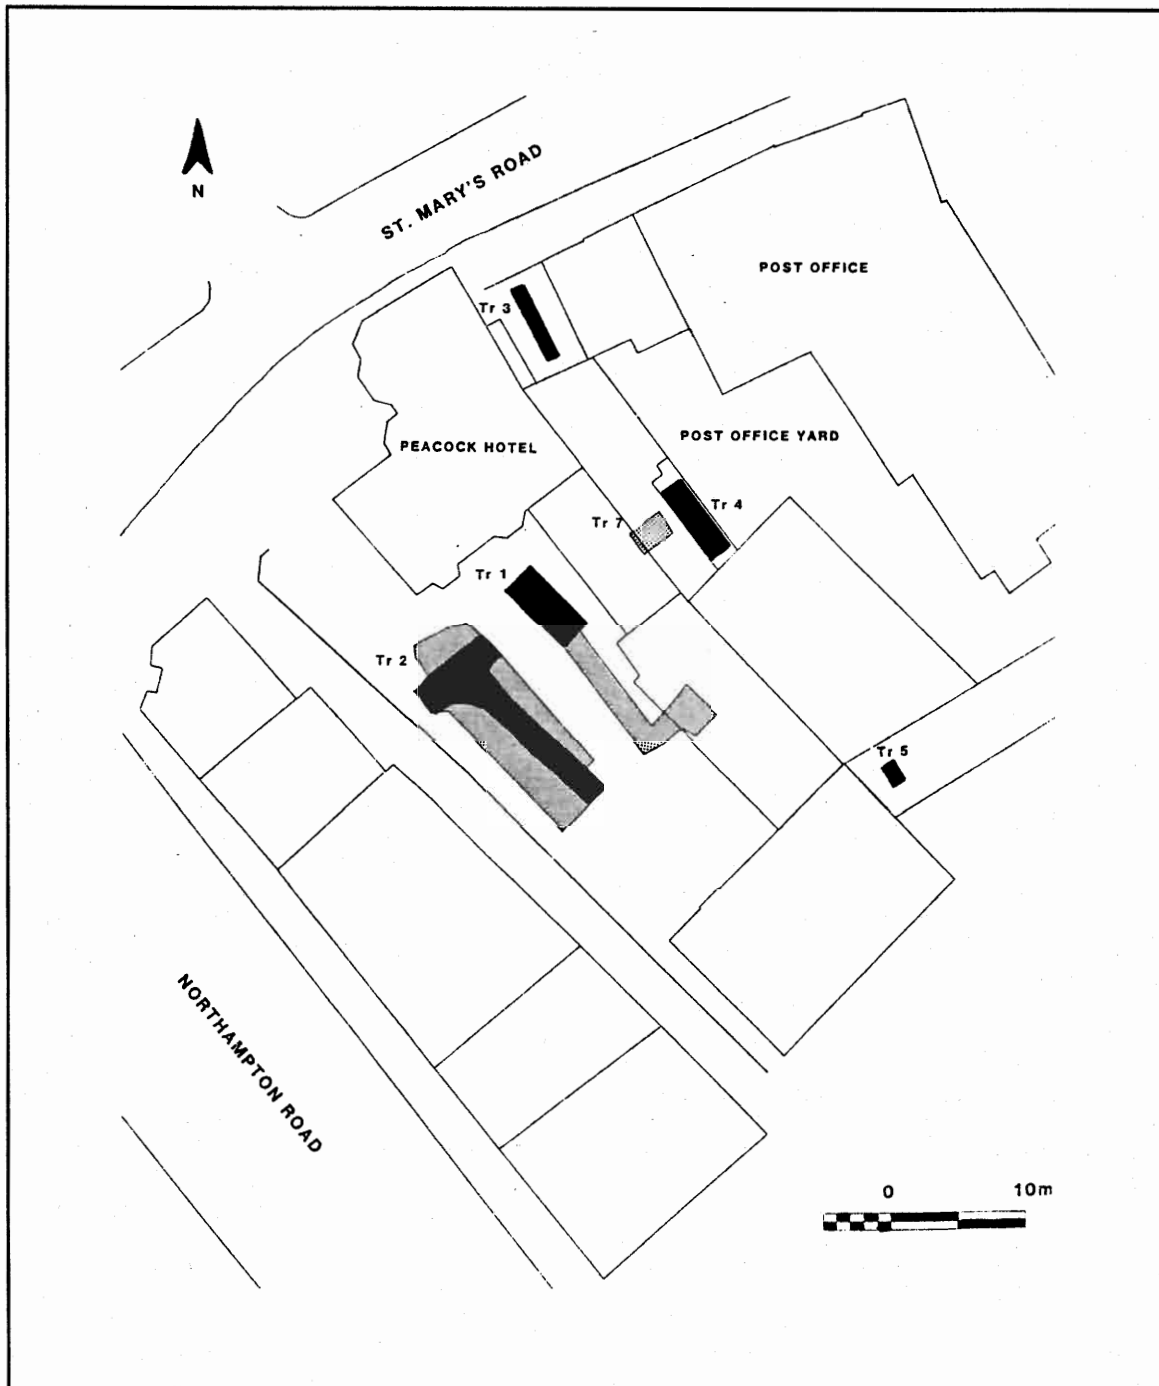 N
ST. MARY'S ROAD
POST OFFICE
Tr 3
PEACOCK HOTEL
POST OFFICE YARD
Tr 4
Tr 7
Tr 1
Tr 2
Tr 5
NORTHAMPTON ROAD
0 10m